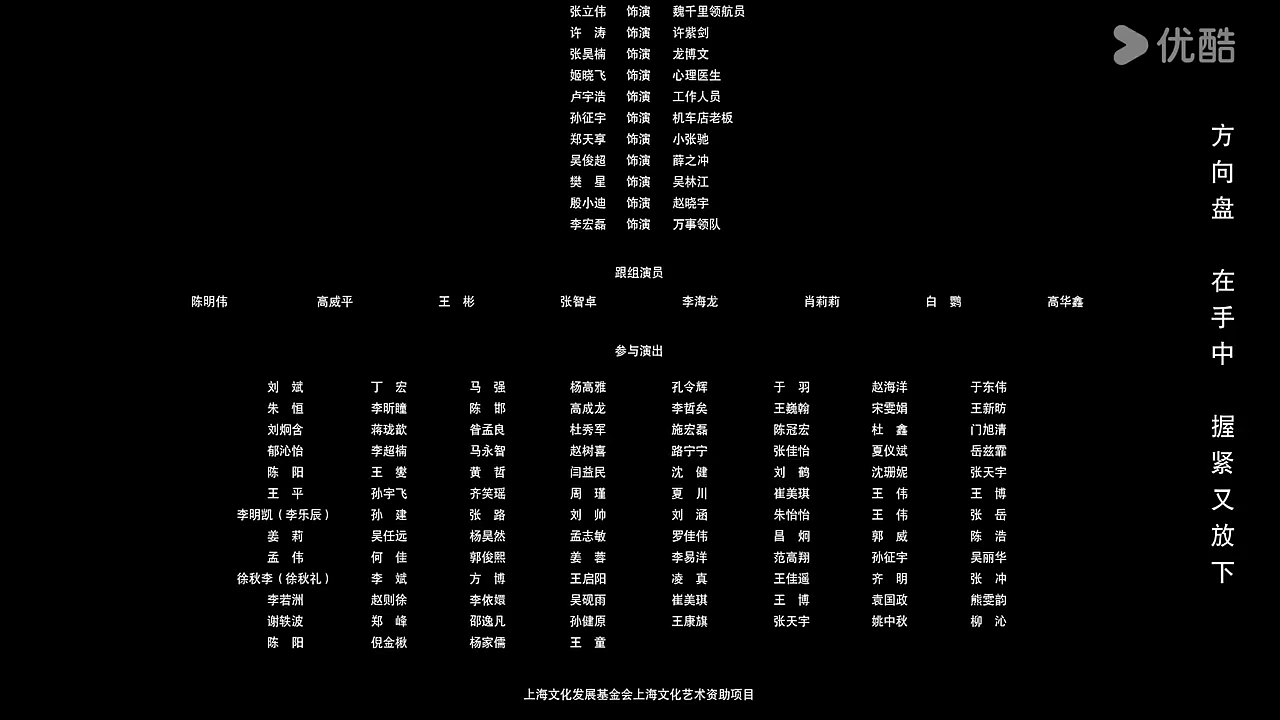 张立伟 饰演 魏千里领航员
许 涛 饰演 许紫剑
张昊楠 饰演 龙博文
姬晓飞 饰演 心理医生
卢宇浩 饰演 工作人员
孙征宇 饰演 机车店老板
郑天享 饰演 小张驰
吴俊超 饰演 薛之冲
樊 星 饰演 吴林江
殷小迪 饰演 赵晓宇
李宏磊 饰演 万事领队
跟组演员
陈明伟 高威平 王 彬 张智卓 李海龙 肖莉莉 白 鹦 高华鑫
参与演出
刘 斌 丁 宏 马 强 杨高雅 孔令辉 于 羽 赵海洋 于东伟
朱 恒 李昕瞳 陈 邯 高成龙 李哲矣 王巍翰 宋雯娟 王新昉
刘炯含 蒋珑歆 昝孟良 杜秀军 施宏磊 陈冠宏 杜 鑫 门旭清
郁沁怡 李超楠 马永智 赵树喜 路宁宁 张佳怡 夏仪斌 岳兹霏
陈 阳 王 燮 黄 哲 闫益民 沈 健 刘 鹤 沈珊妮 张天宇
王 平 孙宇飞 齐笑瑶 周 瑾 夏 川 崔美琪 王 伟 王 博
李明凯（李乐辰） 孙 建 张 路 刘 帅 刘 涵 朱怡怡 王 伟 张 岳
姜 莉 吴任远 杨昊然 孟志敏 罗佳伟 昌 炯 郭 威 陈 浩
孟 伟 何 佳 郭俊熙 姜 蓉 李易洋 范高翔 孙征宇 吴丽华
徐秋李（徐秋礼） 李 斌 方 博 王启阳 凌 真 王佳遥 齐 明 张 冲
李若洲 赵则徐 李依嬛 吴砚雨 崔美琪 王 博 袁国政 熊雯韵
谢轶波 郑 峰 邵逸凡 孙健原 王康旗 张天宇 姚中秋 柳 沁
陈 阳 倪金楸 杨家儒 王 童
上海文化发展基金会上海文化艺术资助项目
优酷
方向盘 在手中 握紧又放下